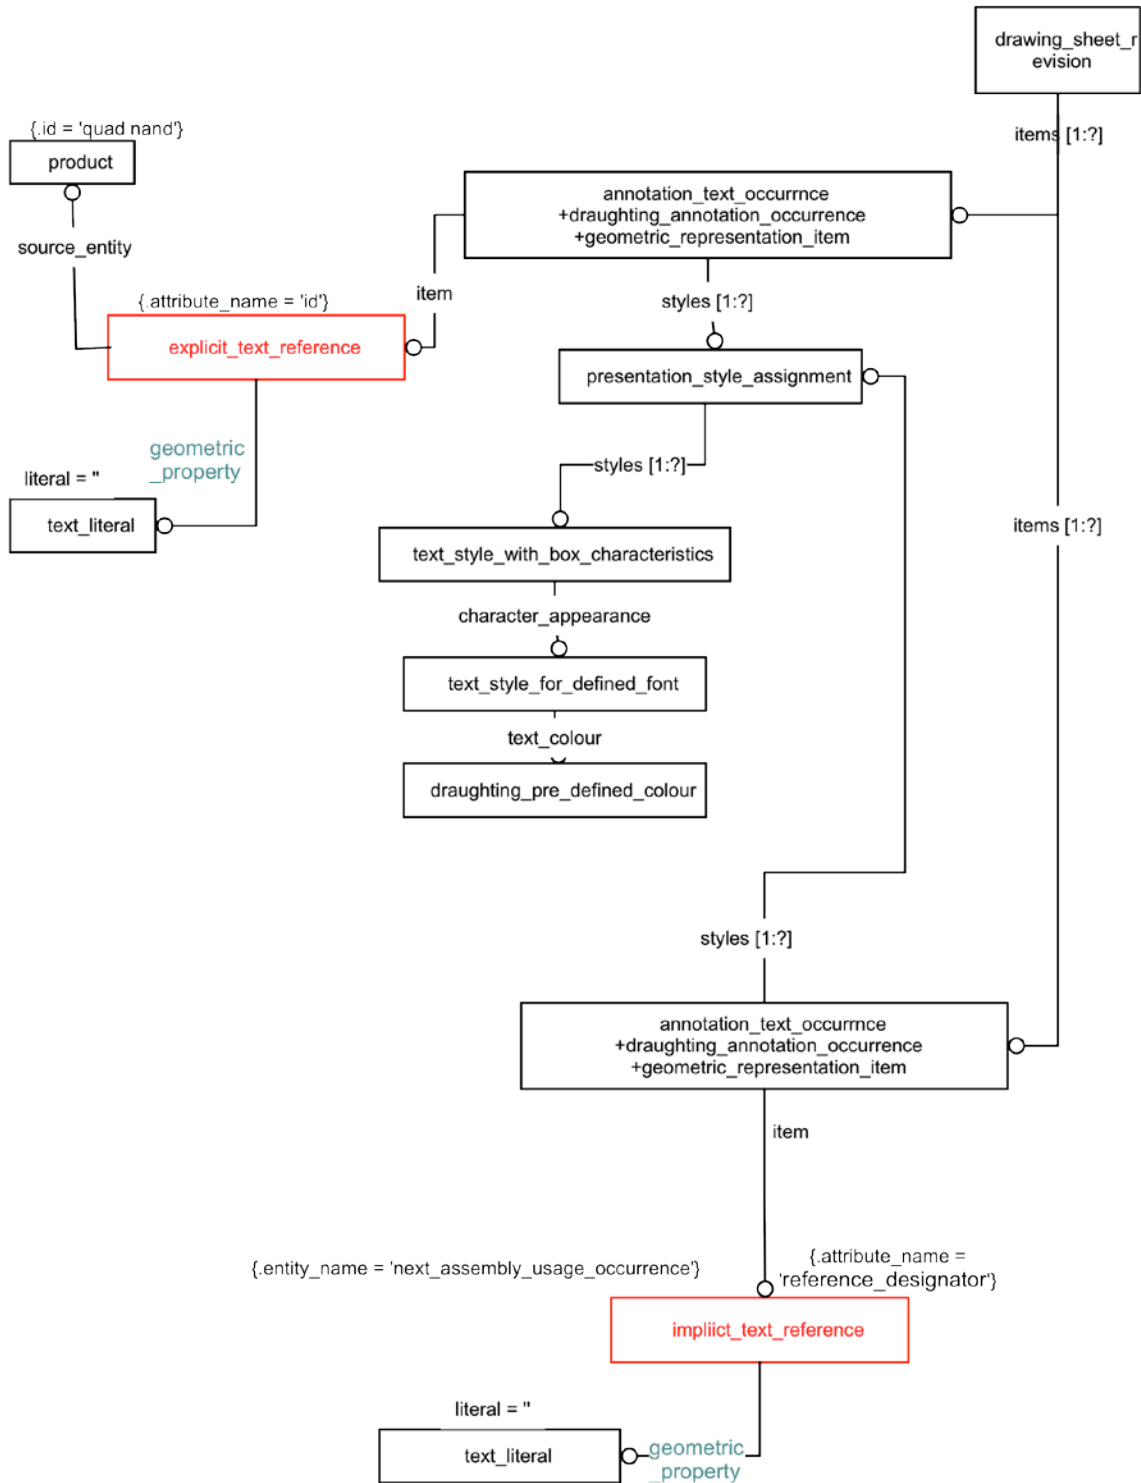 drawing_sheet_r
evision
items [1:?]
{.id = 'quad nand'}
product
annotation_text_occurrnce
+draughting_annotation_occurrence
+geometric_representation_item
source_entity
item
{.attribute_name = 'id'}
styles [1:?]
explicit_text_reference
presentation_style_assignment
geometric
_property
styles [1:?]
literal = "
text_literal
items [1:?]
text_style_with_box_characteristics
character_appearance
text_style_for_defined_font
text_colour
draughting_pre_defined_colour
styles [1:?]
annotation_text_occurrnce
+draughting_annotation_occurrence
+geometric_representation_item
item
{.entity_name = 'next_assembly_usage_occurrence'}
{.attribute_name =
'reference_designator'}
impliict_text_reference
literal = "
text_literal
geometric
_property